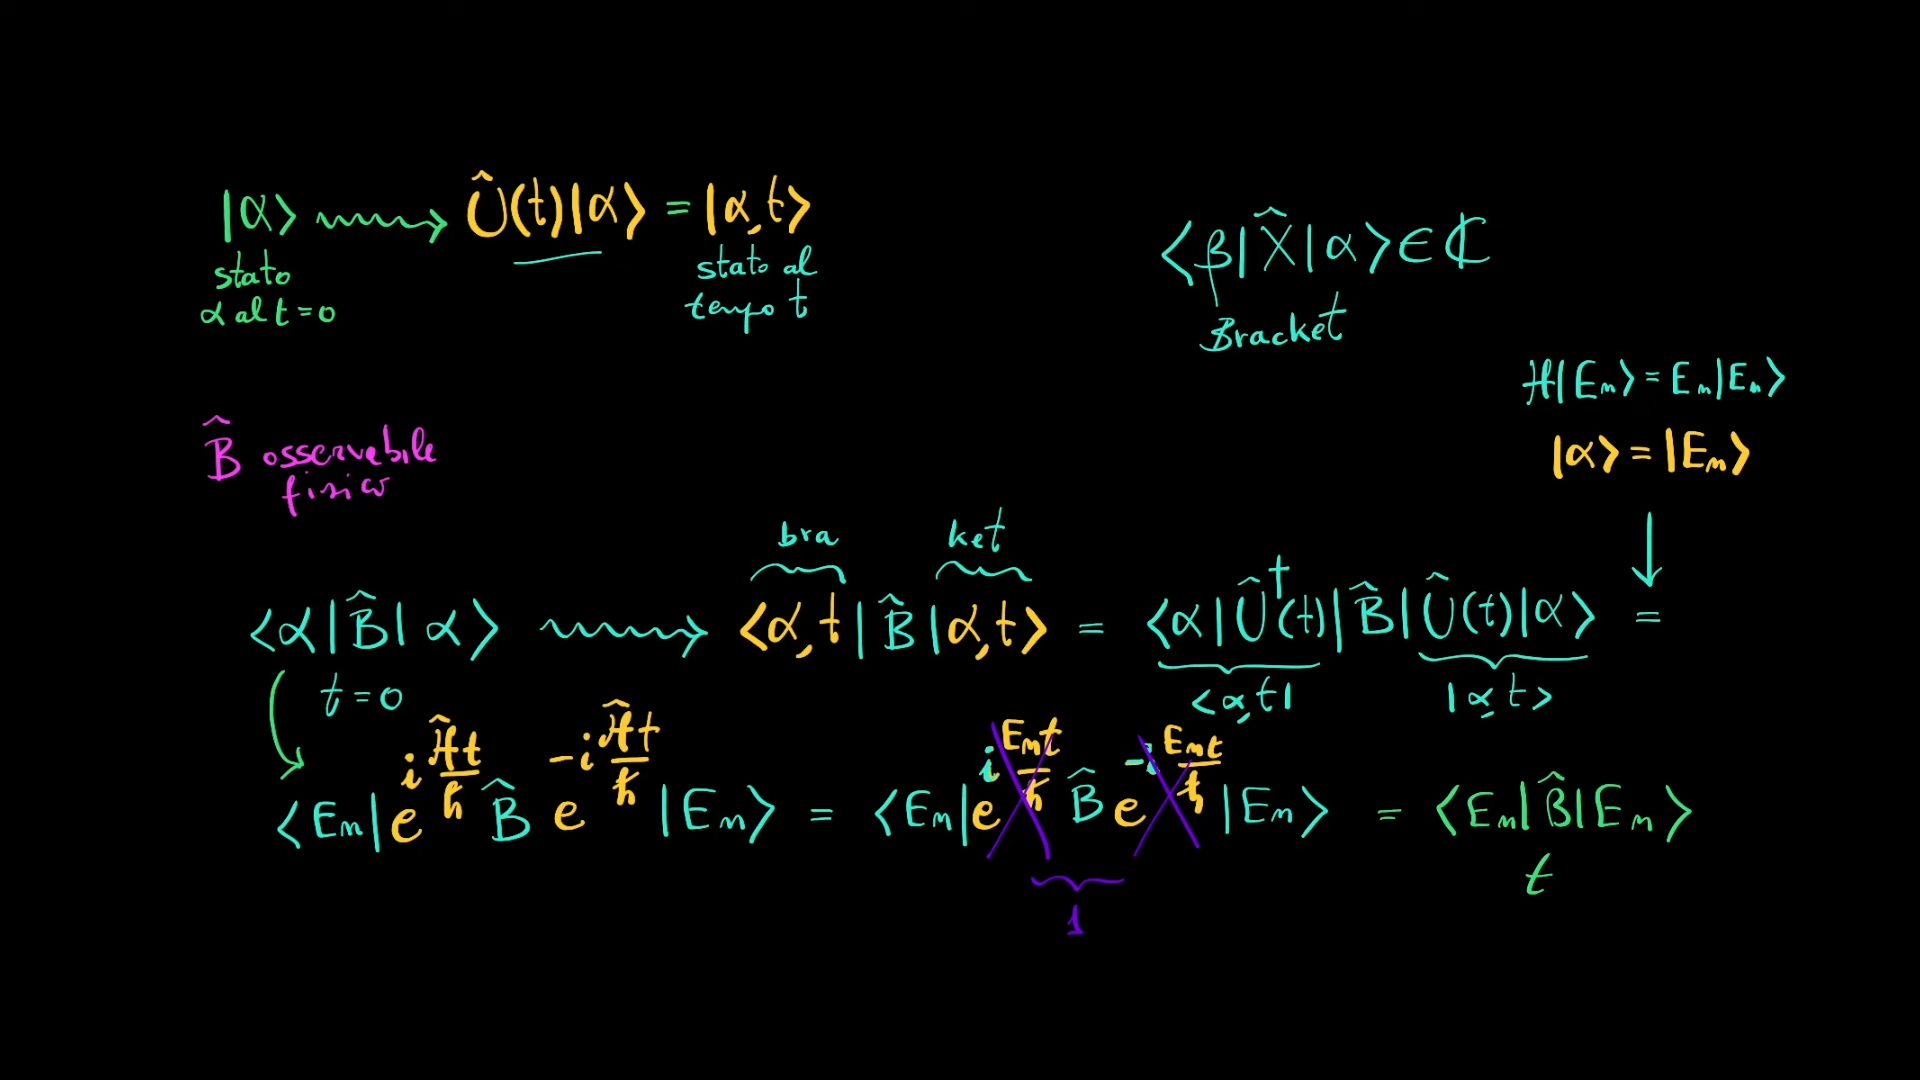 |α⟩ ⟿ Û(t)|α⟩ = |α,t⟩
stato
α al t = 0
stato al
tempo t
⟨β|X̂|α⟩ ∈ ℂ
Bracket
H|Eₙ⟩ = Eₙ|Eₙ⟩
|α⟩ = |Eₙ⟩
B̂ osservabile
fisico
bra ket
⟨α|B̂|α⟩ ⟿ ⟨α,t|B̂|α,t⟩ = ⟨α|Û†(t)|B̂|Û(t)|α⟩ =
t = 0
<α,t| |α,t>
⟨Eₙ|e^{iĤt/ħ} B̂ e^{-iĤt/ħ}|Eₙ⟩ = ⟨Eₙ|e^{iEₙt/ħ} B̂ e^{-iEₙt/ħ}|Eₙ⟩ = ⟨Eₙ|B̂|Eₙ⟩
t
1